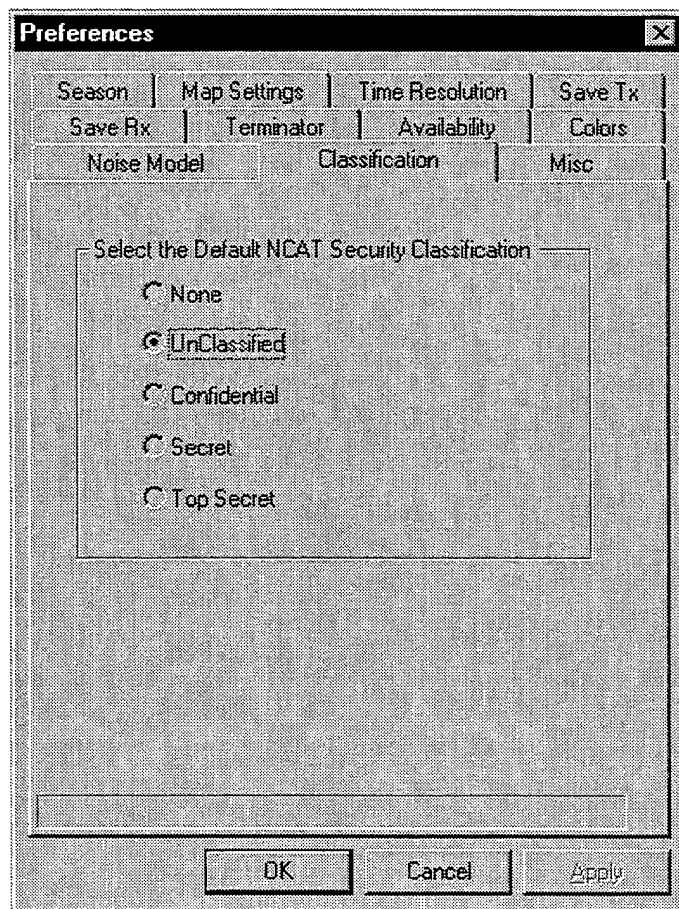 Preferences
Season Map Settings Time Resolution Save Tx
Save Rx Terminator Availability Colors
Noise Model Classification Misc
Select the Default NCAT Security Classification
None
UnClassified
Confidential
Secret
Top Secret
OK Cancel Apply